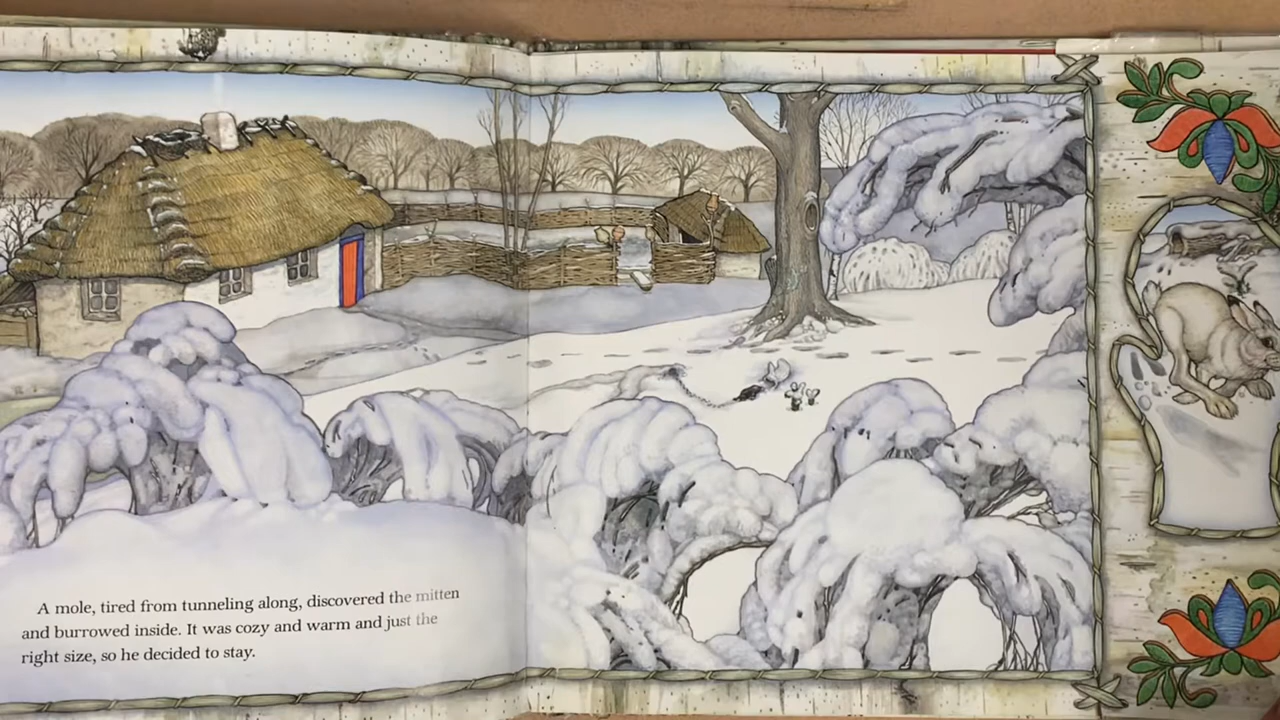 A mole, tired from tunneling along, discovered the mitten
and burrowed inside. It was cozy and warm and just the
right size, so he decided to stay.